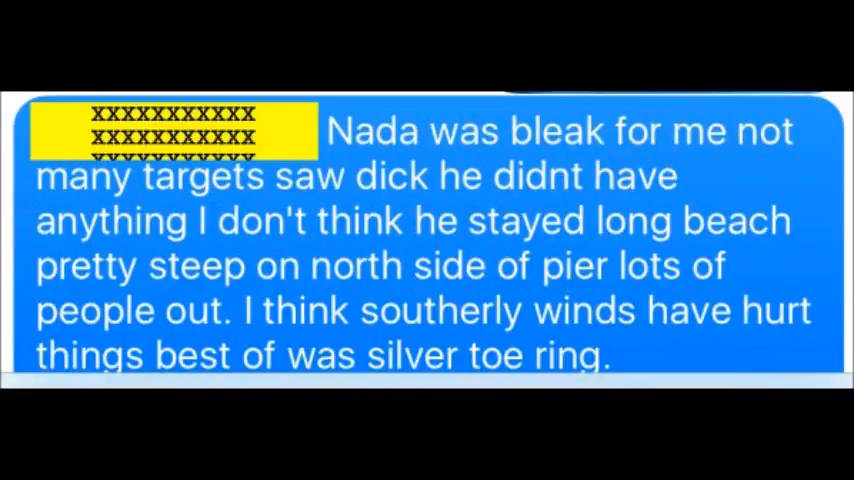 XXXXXXXXXXX
XXXXXXXXXXX
XXXXXXXXXXX
Nada was bleak for me not
many targets saw dick he didnt have
anything I don't think he stayed long beach
pretty steep on north side of pier lots of
people out. I think southerly winds have hurt
things best of was silver toe ring.